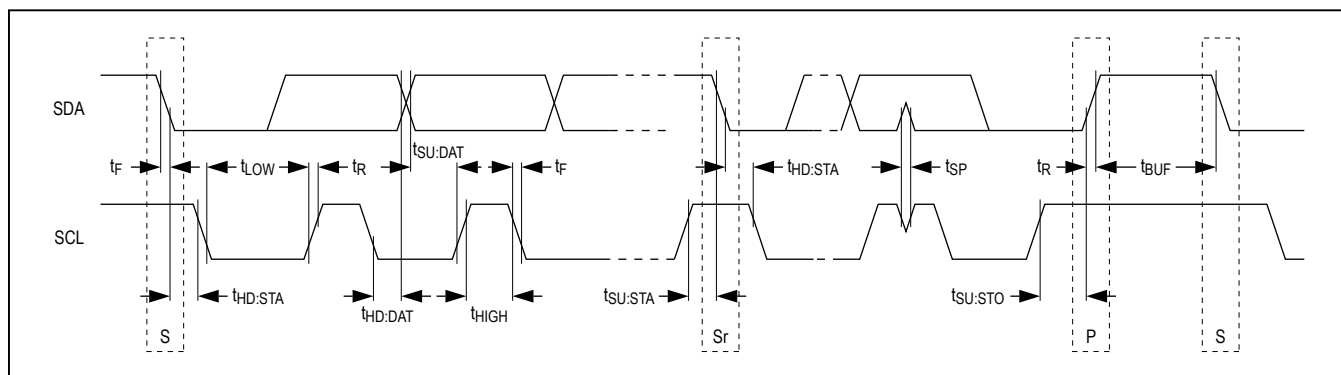 SDA
tF
tLOW
tR
tSU:DAT
tF
tHD:STA
tSP
tR
tBUF
SCL
tHD:STA
tHD:DAT
tHIGH
tSU:STA
tSU:STO
S
Sr
P
S